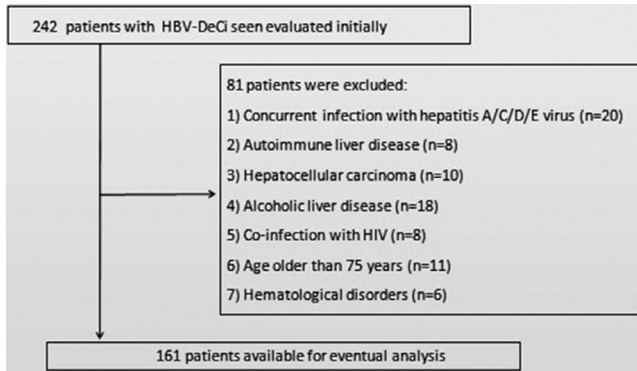 242 patients with HBV-DeCi seen evaluated initially
81 patients were excluded:
1) Concurrent infection with hepatitis A/C/D/E virus (n=20)
2) Autoimmune liver disease (n=8)
3) Hepatocellular carcinoma (n=10)
4) Alcoholic liver disease (n=18)
5) Co-infection with HIV (n=8)
6) Age older than 75 years (n=11)
7) Hematological disorders (n=6)
161 patients available for eventual analysis